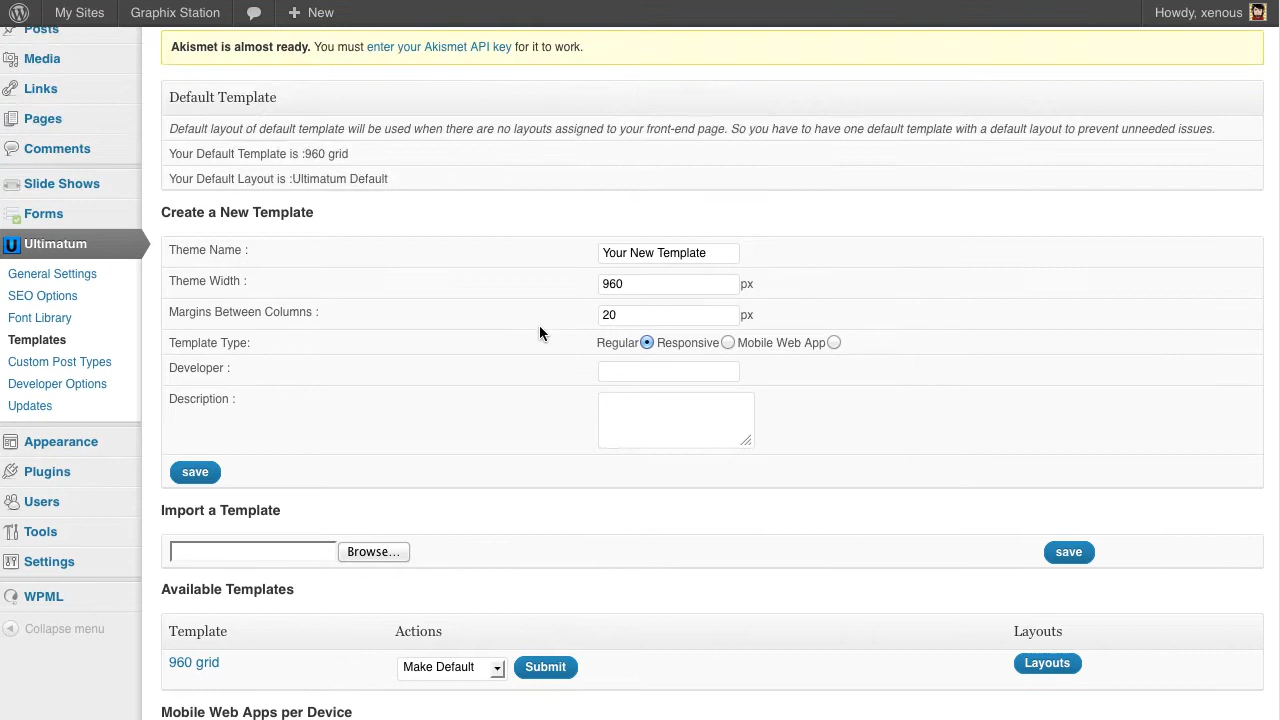 My Sites Graphix Station New Howdy, xenous
Posts
Media
Links
Pages
Comments
Slide Shows
Forms
Ultimatum
General Settings
SEO Options
Font Library
Templates
Custom Post Types
Developer Options
Updates
Appearance
Plugins
Users
Tools
Settings
WPML
Collapse menu
Akismet is almost ready. You must enter your Akismet API key for it to work.
Default Template
Default layout of default template will be used when there are no layouts assigned to your front-end page. So you have to have one default template with a default layout to prevent unneeded issues.
Your Default Template is :960 grid
Your Default Layout is :Ultimatum Default
Create a New Template
Theme Name : Your New Template
Theme Width : 960 px
Margins Between Columns : 20 px
Template Type: Regular Responsive Mobile Web App
Developer :
Description :
save
Import a Template
Browse... save
Available Templates
Template Actions Layouts
960 grid Make Default Submit Layouts
Mobile Web Apps per Device